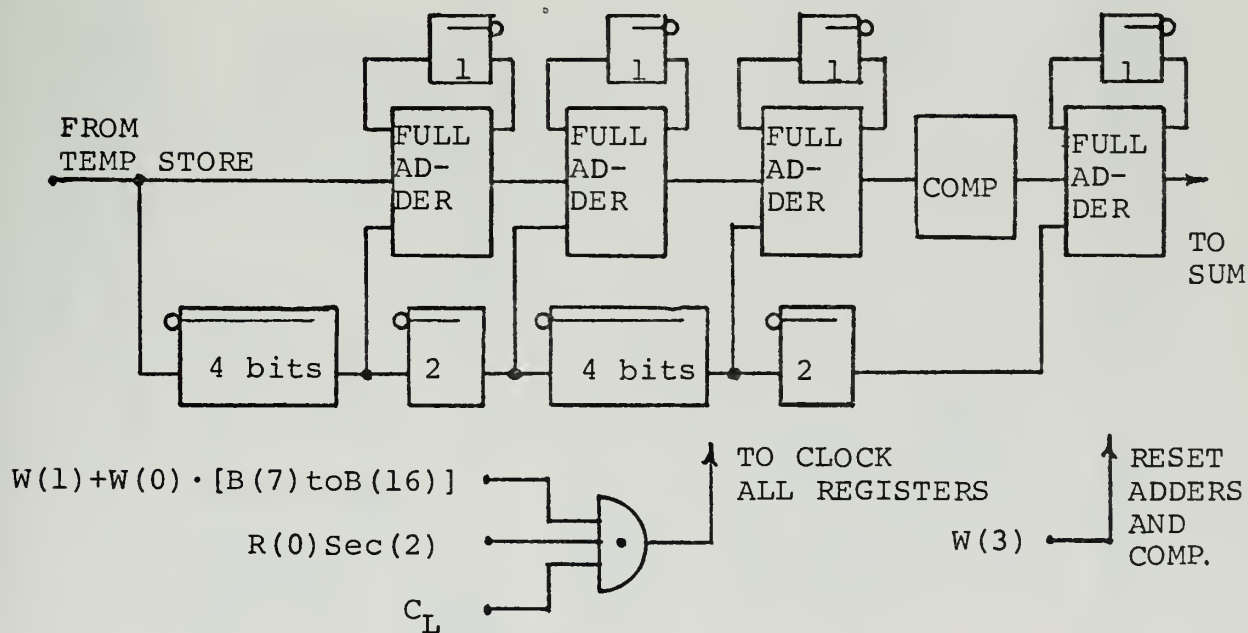 1
1
1
1
FROM
TEMP STORE
FULL
AD-
DER
FULL
AD-
DER
FULL
AD-
DER
COMP
FULL
AD-
DER
TO
SUM
4 bits
2
4 bits
2
W(1)+W(0)·[B(7)toB(16)]
R(0)Sec(2)
CL
TO CLOCK
ALL REGISTERS
W(3)
RESET
ADDERS
AND
COMP.